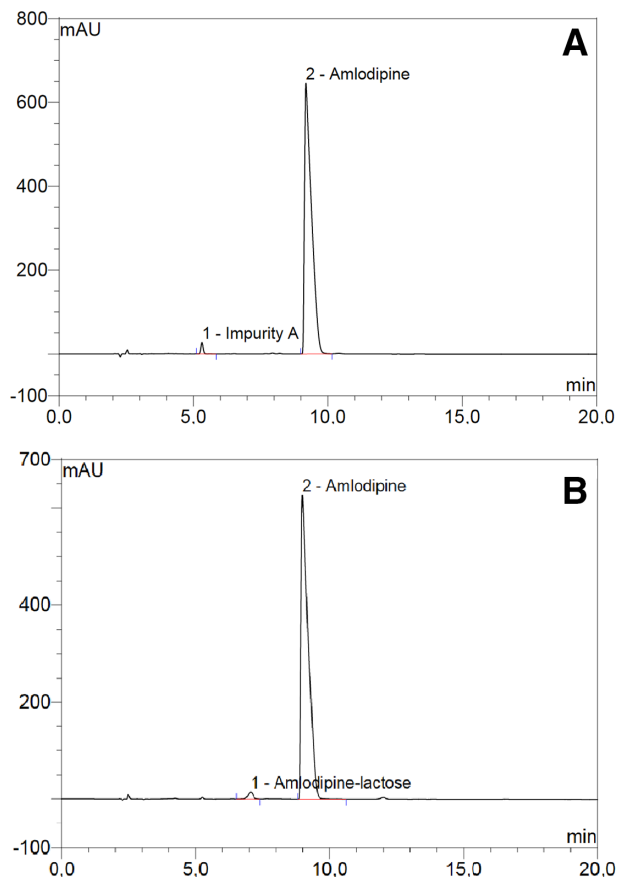 800
mAU
A
2 - Amlodipine
600
400
200
1 - Impurity A
-100
min
0.0 5.0 10.0 15.0 20.0
700
mAU
B
2 - Amlodipine
400
200
1 - Amlodipine-lactose
-100
min
0,0 5,0 10,0 15,0 20,0